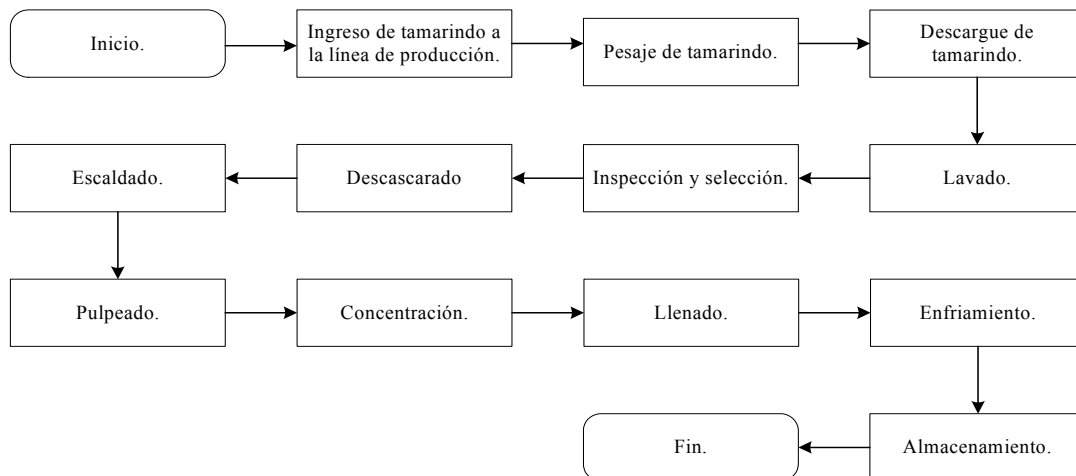 Inicio.
Ingreso de tamarindo a
la línea de producción.
Pesaje de tamarindo.
Descargue de
tamarindo.
Lavado.
Inspección y selección.
Descascarado
Escaldado.
Pulpeado.
Concentración.
Llenado.
Enfriamiento.
Almacenamiento.
Fin.